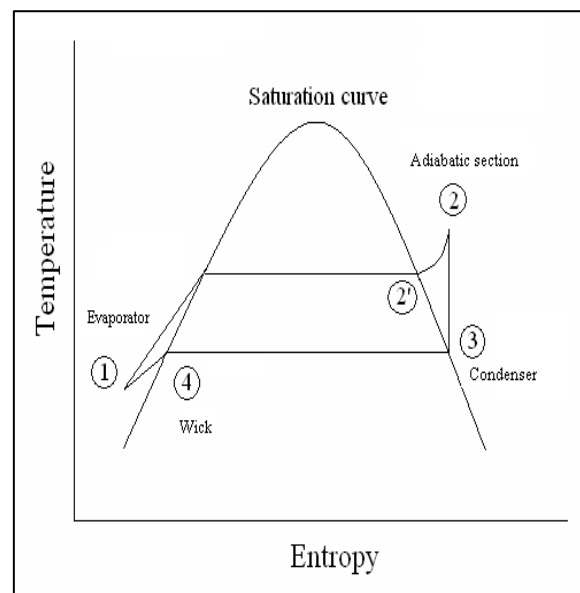 Saturation curve
Adiabatic section
2
Temperature
2'
Evaporator
3
1
4
Condenser
Wick
Entropy